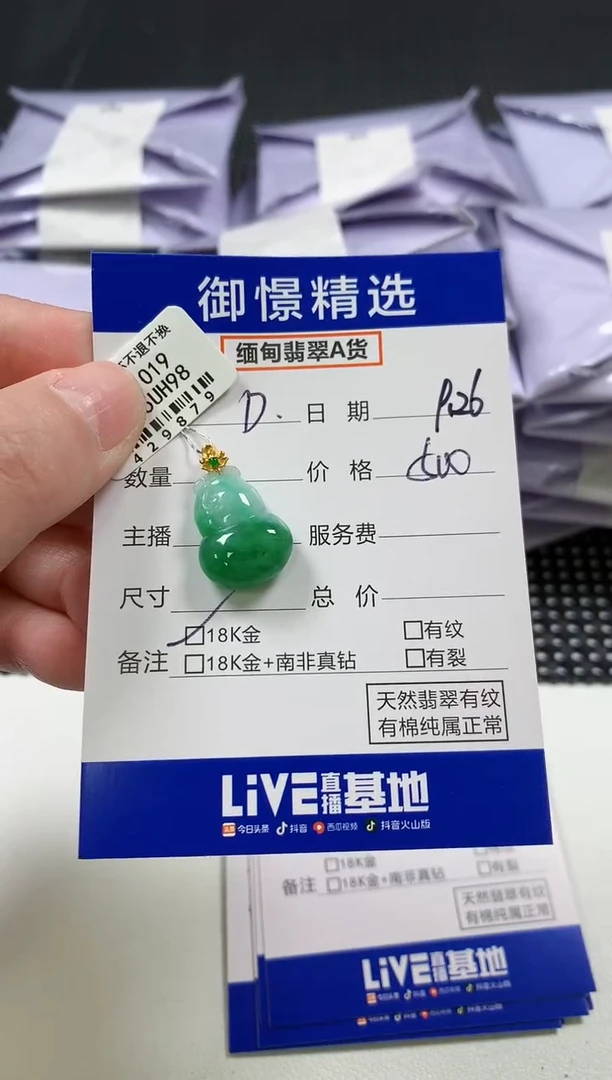 御憬精选
缅甸翡翠A货
不退不换
019
UH98
429879
D. 日期 9.26
数量 价格
主播 服务费
尺寸 总价
备注 ☑18K金 □有纹
□18K金+南非真钻 □有裂
天然翡翠有纹
有棉纯属正常
LiVE直播基地
今日头条 抖音 西瓜视频 抖音火山版
□18K金
备注 □18K金+南非真钻 □有裂
天然翡翠有纹
有棉纯属正常
LiVE直播基地